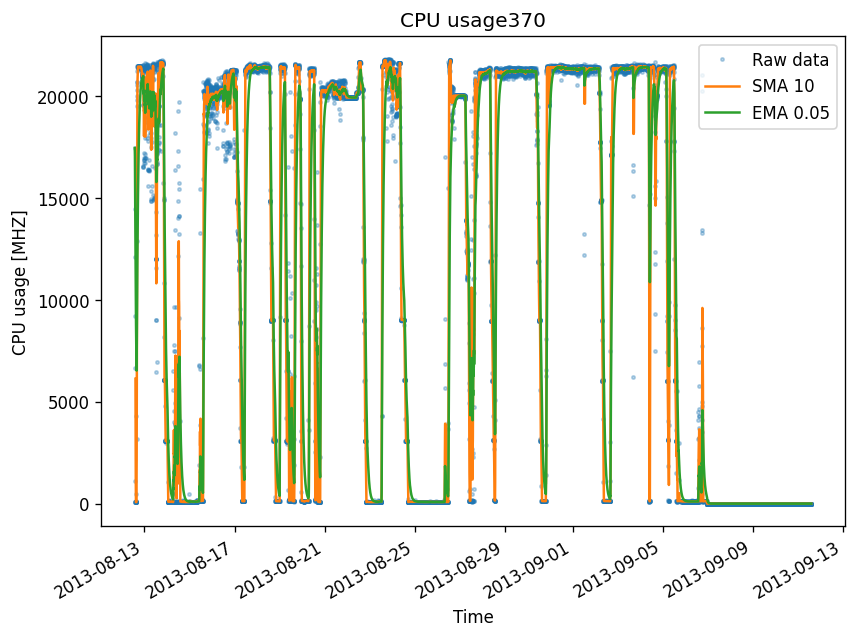 CPU usage370
Raw data
SMA 10
EMA 0.05
CPU usage [MHZ]
20000
15000
10000
5000
0
2013-08-13
2013-08-17
2013-08-21
2013-08-25
2013-08-29
2013-09-01
2013-09-05
2013-09-09
2013-09-13
Time